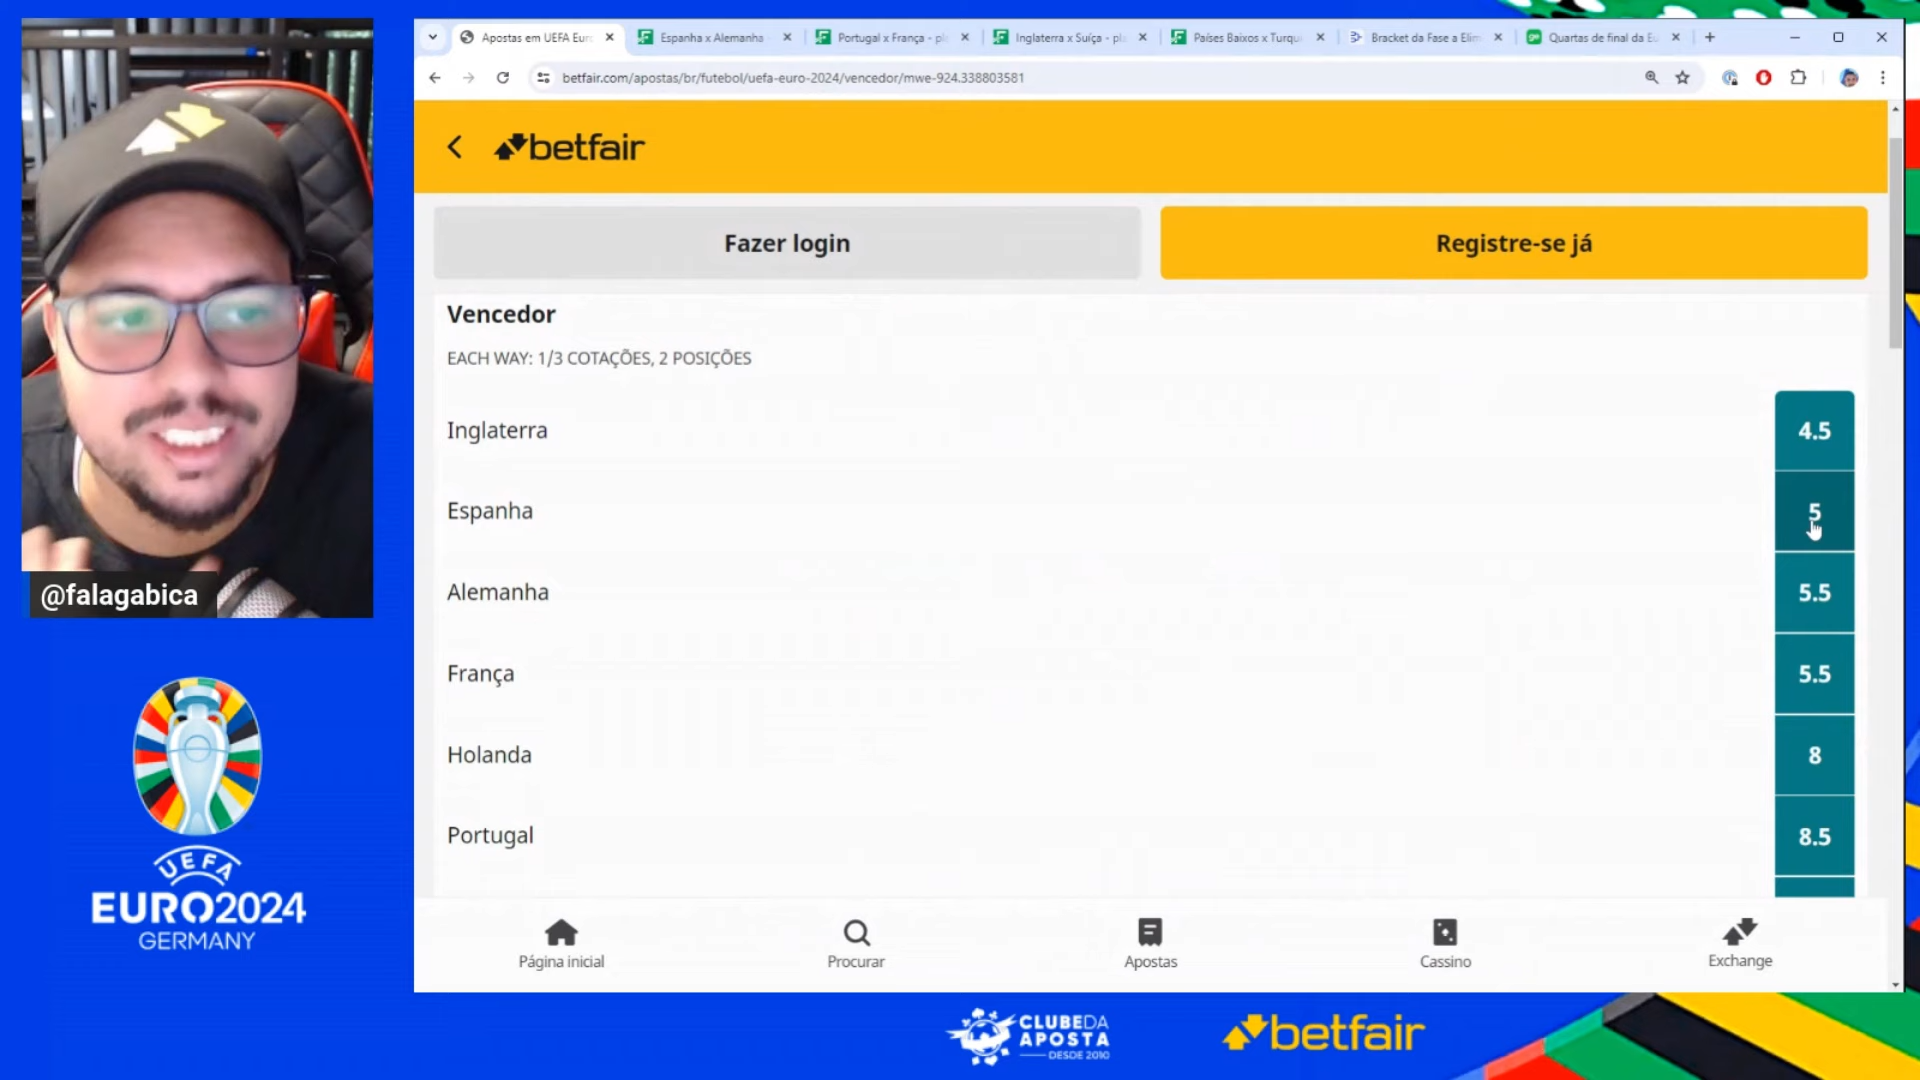 Apostas em UEFA Eur
Espanha x Alemanha
Portugal x França - pl
Inglaterra x Suíça - pl
Países Baixos x Turqu
Bracket da Fase a Elim
Quartas de final da Eu
betfair.com/apostas/br/futebol/uefa-euro-2024/vencedor/mwe-924.338803581
betfair
Fazer login
Registre-se já
Vencedor
EACH WAY: 1/3 COTAÇÕES, 2 POSIÇÕES
Inglaterra 4.5
Espanha 5
Alemanha 5.5
França 5.5
Holanda 8
Portugal 8.5
Página inicial
Procurar
Apostas
Cassino
Exchange
@falagabica
UEFA
EURO2024
GERMANY
CLUBEDA
APOSTA
DESDE 2010
betfair